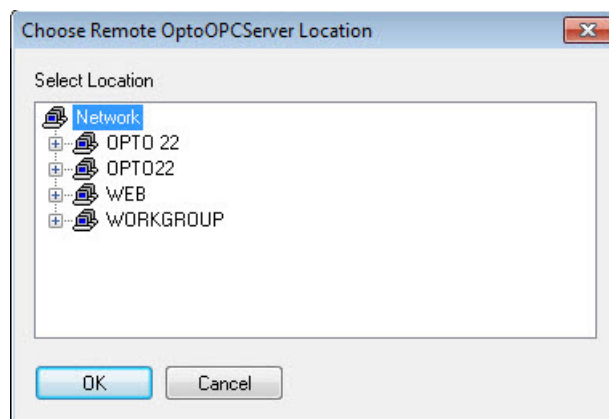 Choose Remote OptoOPCServer Location
Select Location
Network
OPTO 22
OPTO22
WEB
WORKGROUP
OK
Cancel